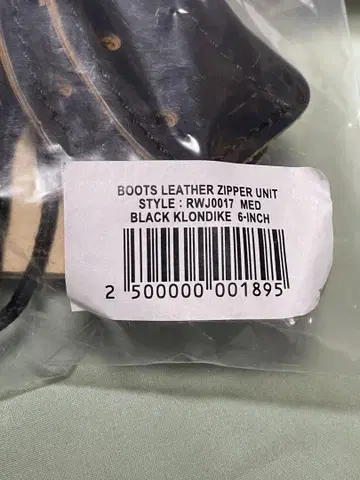 BOOTS LEATHER ZIPPER UNIT
STYLE : RWJ0017 MED
BLACK KLONDIKE 6-INCH
2 500000 001895